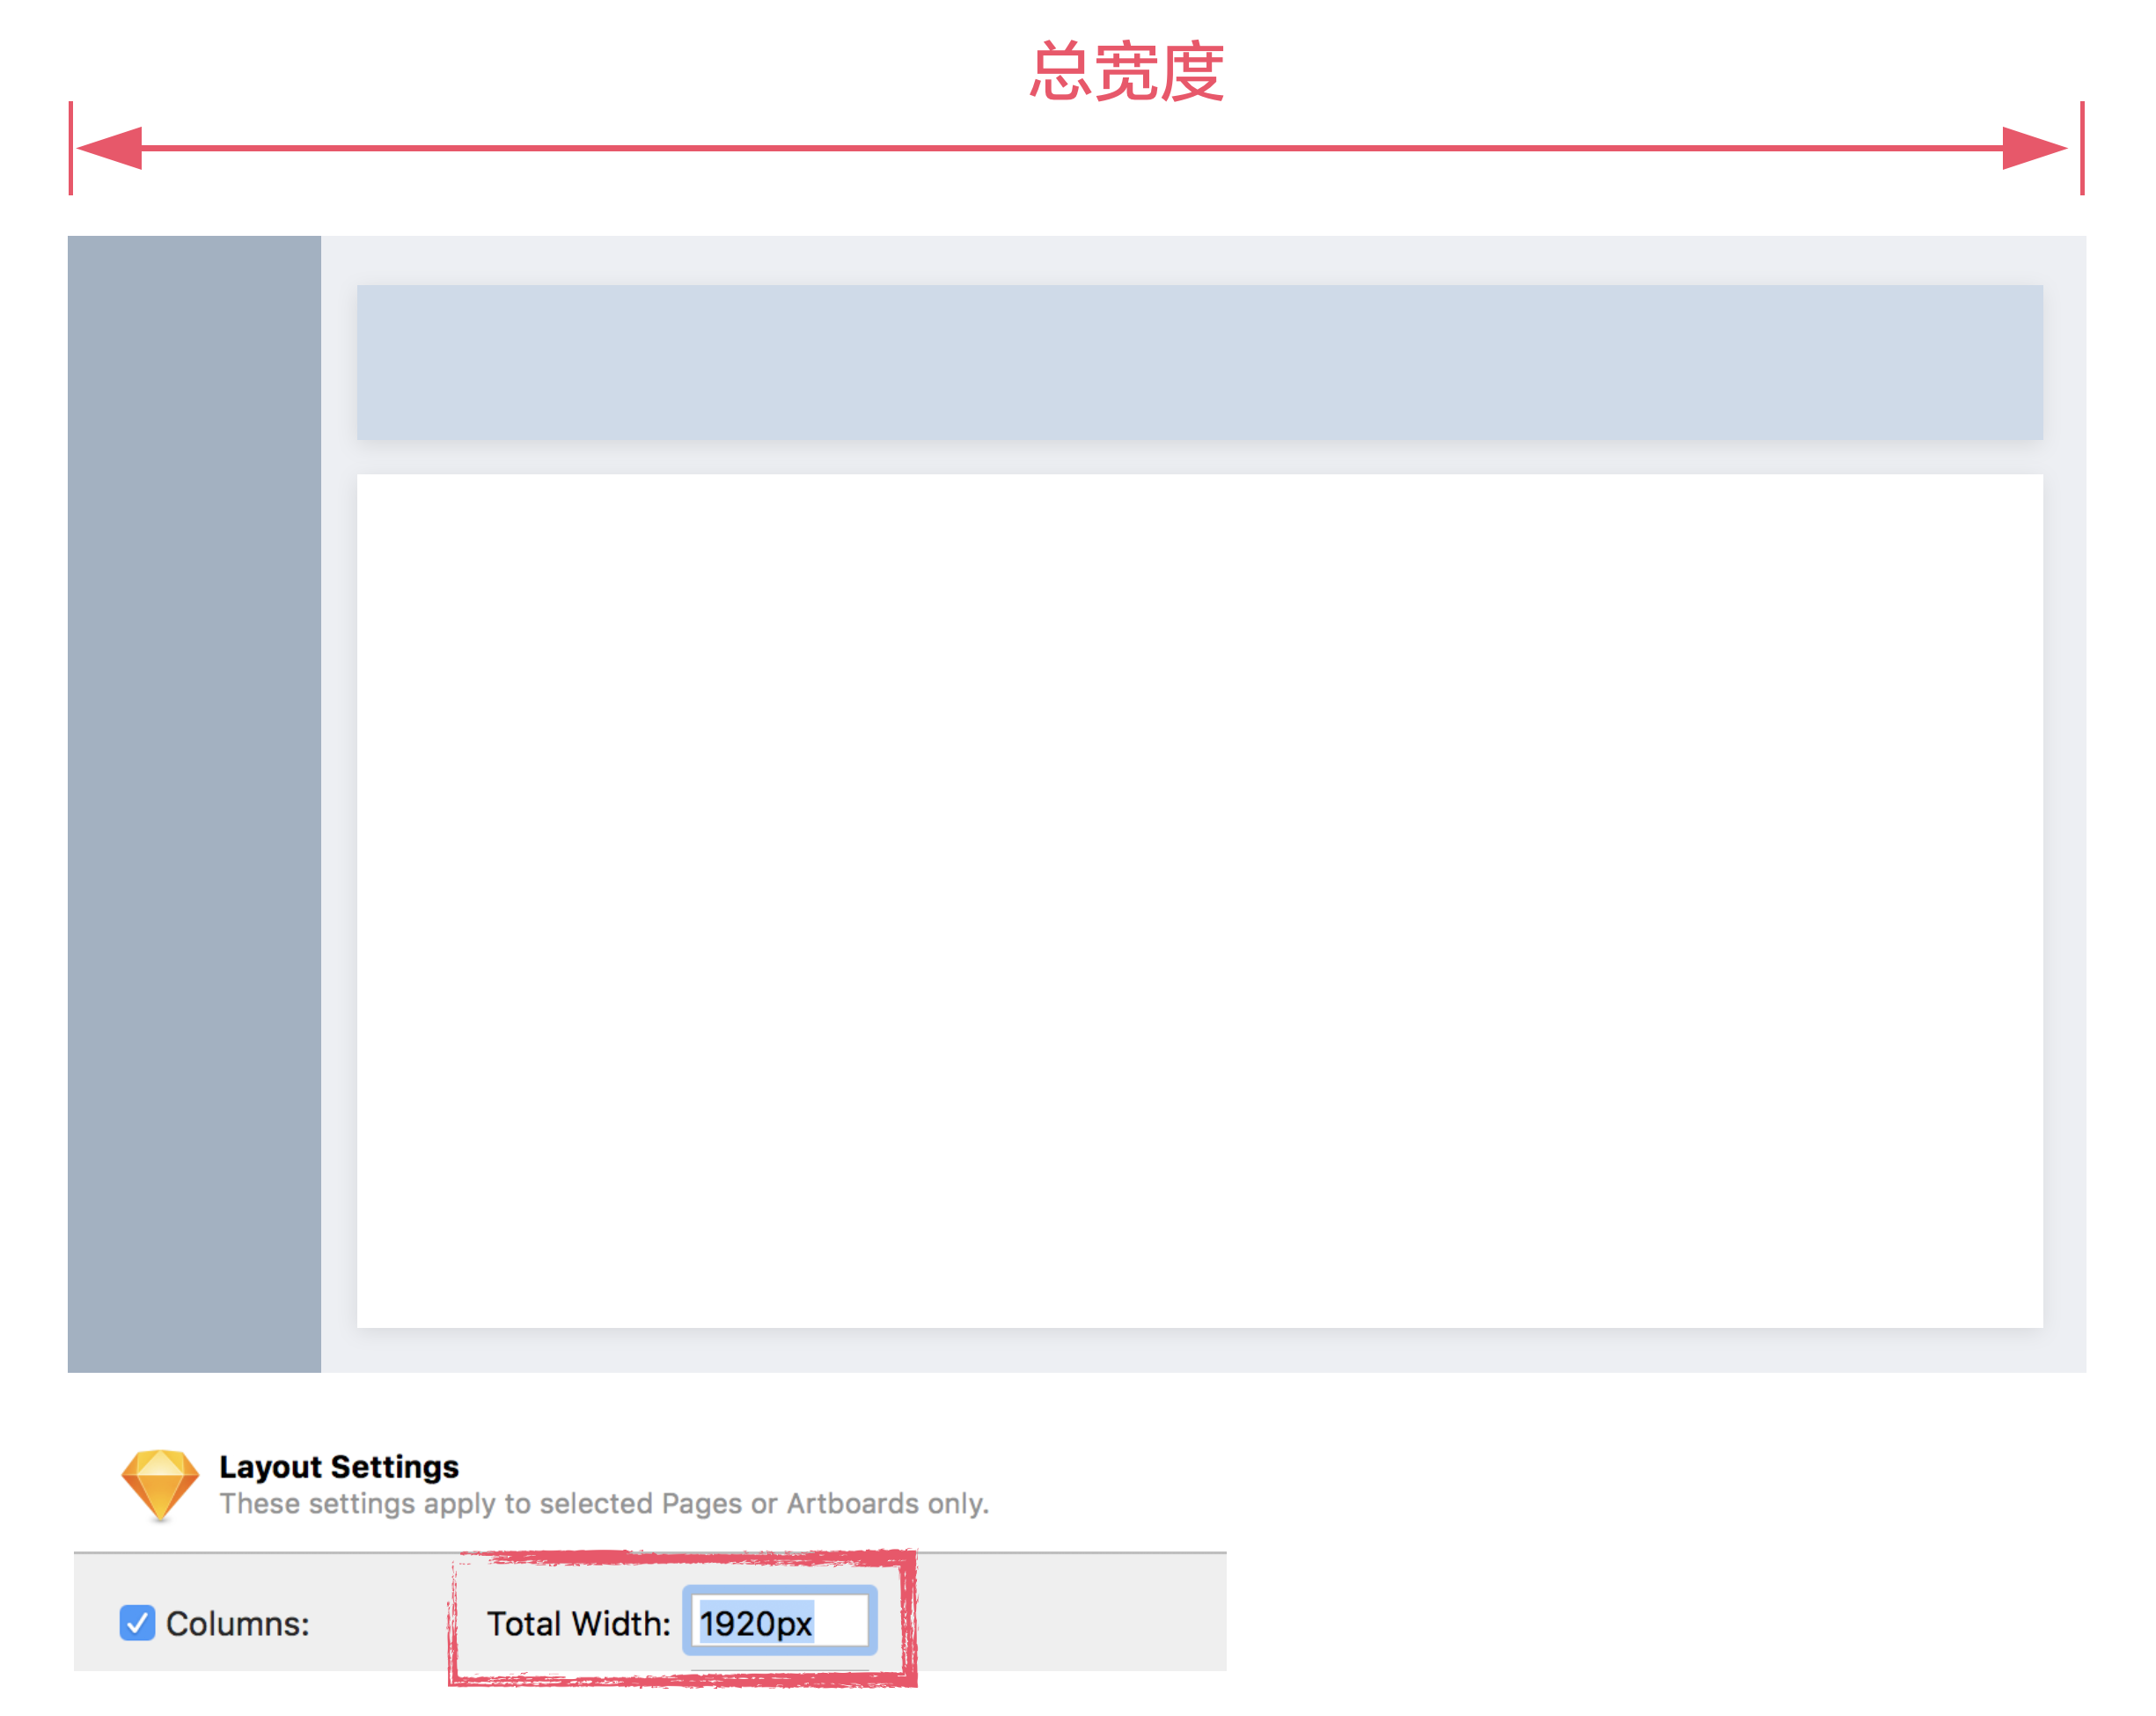 总宽度
Layout Settings
These settings apply to selected Pages or Artboards only.
Columns: Total Width: 1920px